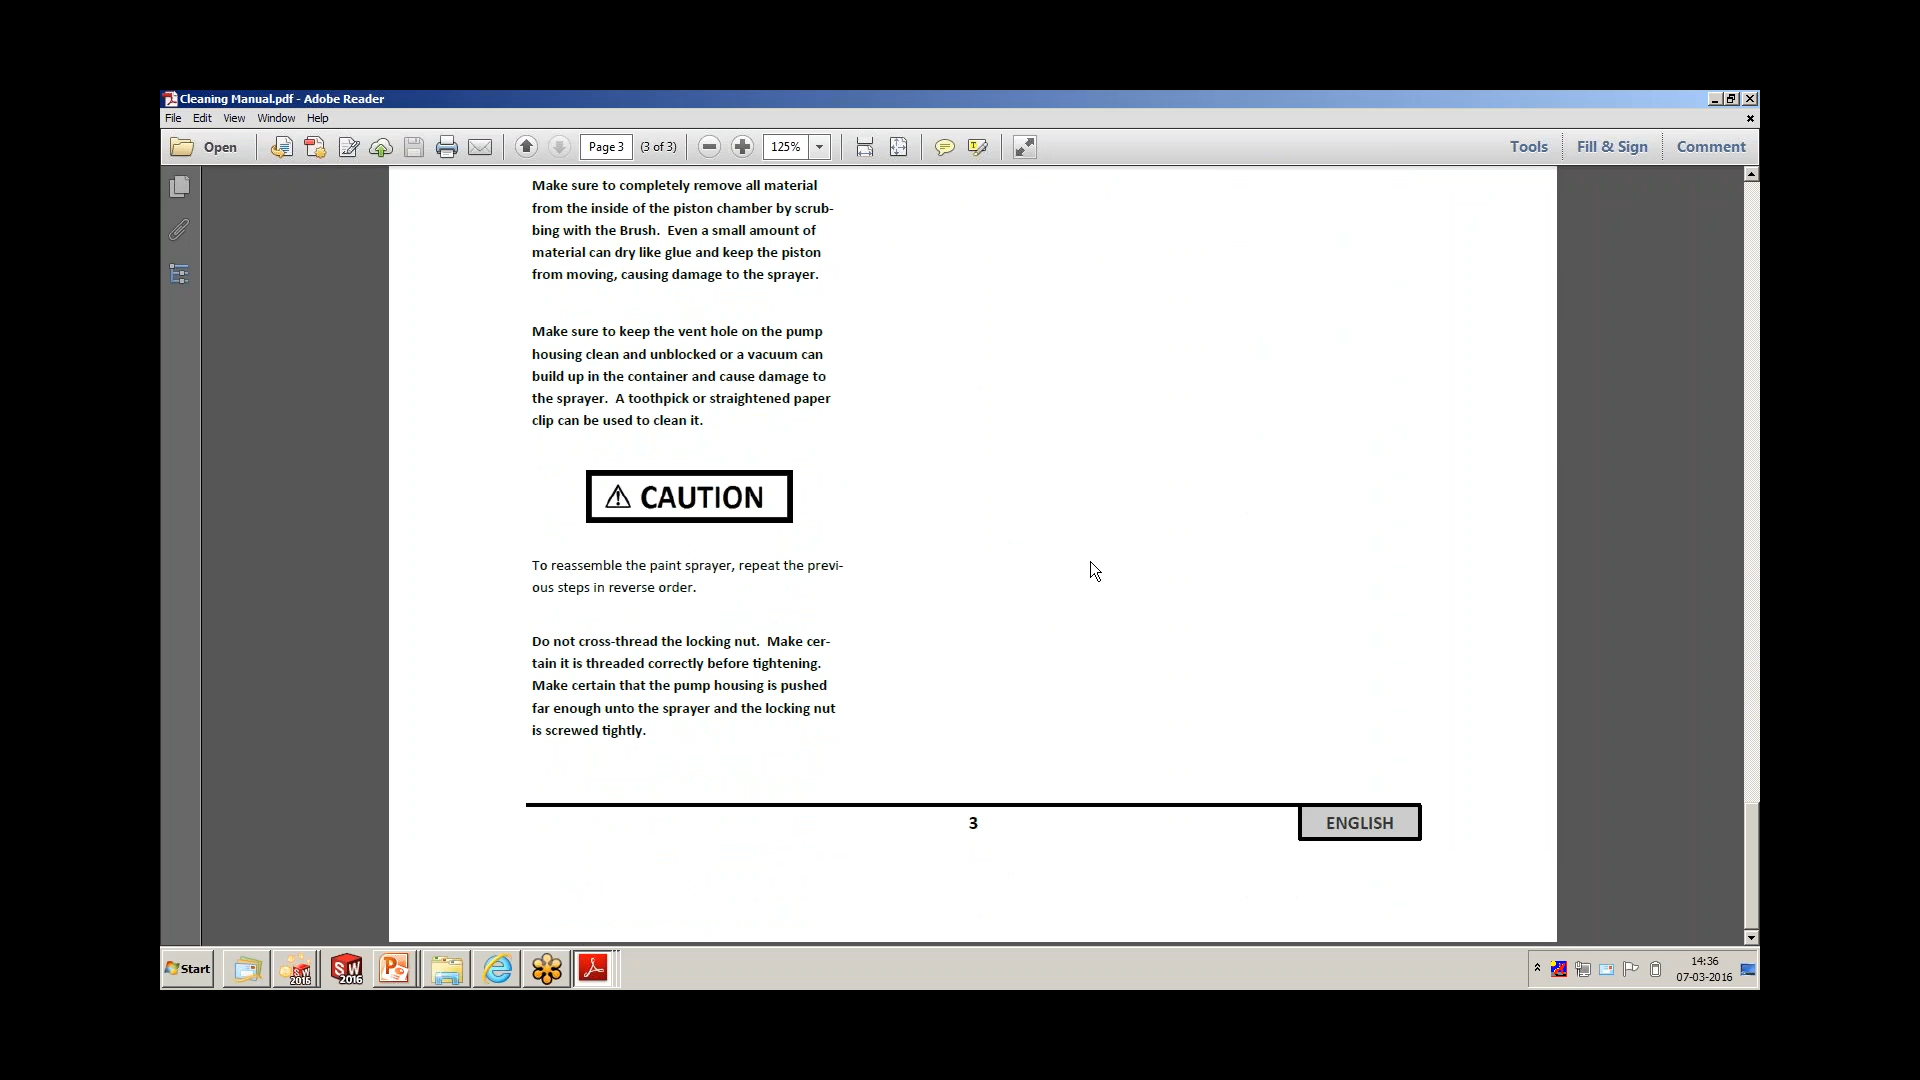 Cleaning Manual.pdf - Adobe Reader
File Edit View Window Help
Open Page 3 (3 of 3) 125% Tools Fill & Sign Comment
Make sure to completely remove all material
from the inside of the piston chamber by scrub-
bing with the Brush. Even a small amount of
material can dry like glue and keep the piston
from moving, causing damage to the sprayer.
Make sure to keep the vent hole on the pump
housing clean and unblocked or a vacuum can
build up in the container and cause damage to
the sprayer. A toothpick or straightened paper
clip can be used to clean it.
⚠ CAUTION
To reassemble the paint sprayer, repeat the previ-
ous steps in reverse order.
Do not cross-thread the locking nut. Make cer-
tain it is threaded correctly before tightening.
Make certain that the pump housing is pushed
far enough unto the sprayer and the locking nut
is screwed tightly.
3
ENGLISH
Start SW 2016 SW 2016 14:36
07-03-2016